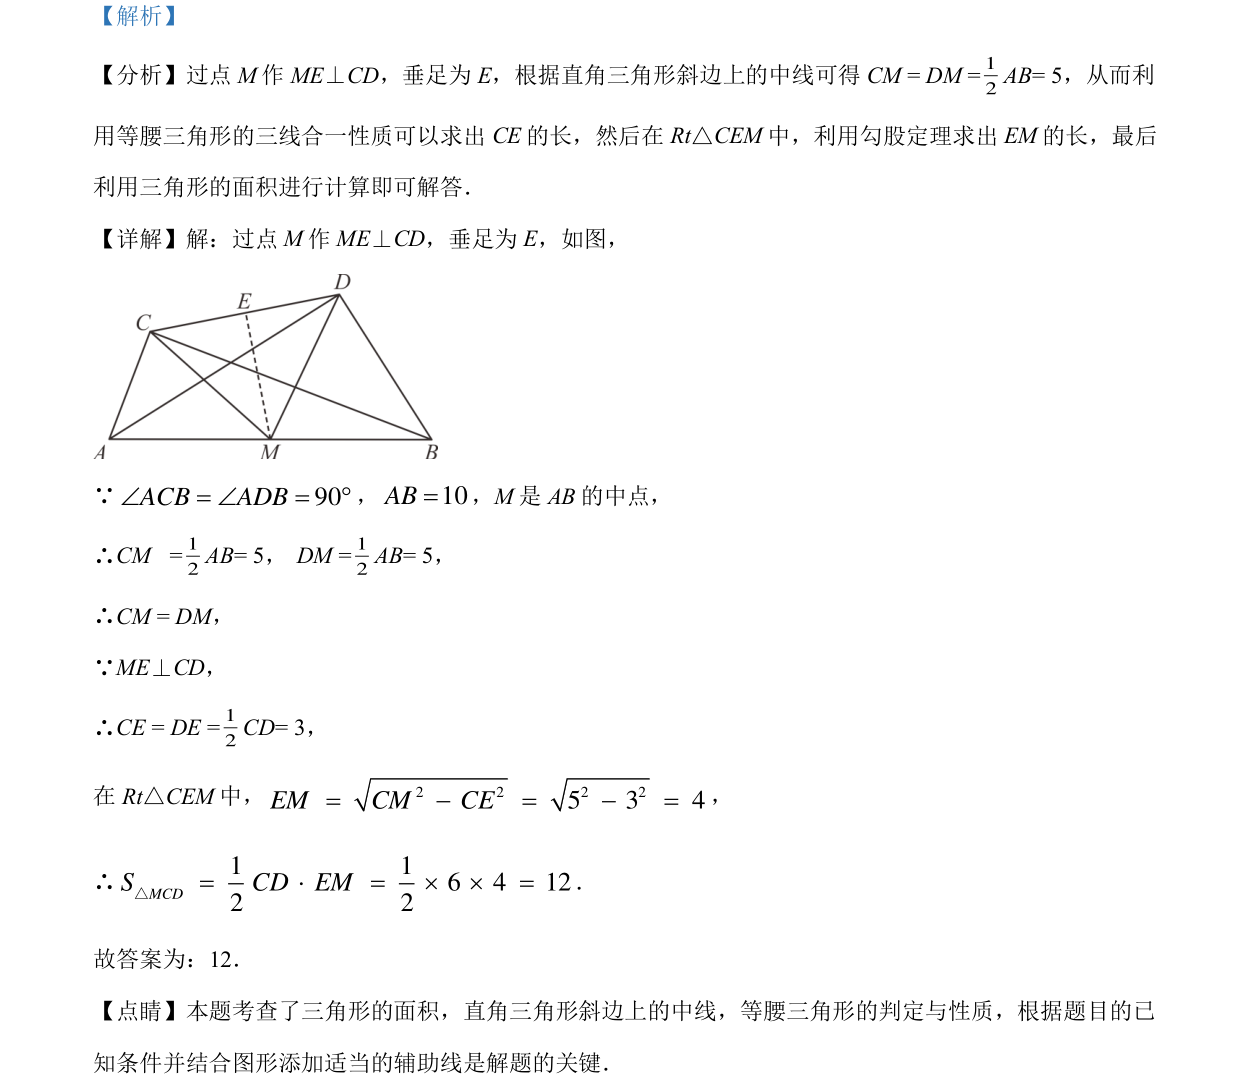 【解析】
【分析】过点 M 作 ME⊥CD，垂足为 E，根据直角三角形斜边上的中线可得 CM = DM = 1/2 AB= 5，从而利
用等腰三角形的三线合一性质可以求出 CE 的长，然后在 Rt△CEM 中，利用勾股定理求出 EM 的长，最后
利用三角形的面积进行计算即可解答．
【详解】解：过点 M 作 ME⊥CD，垂足为 E，如图，
D
E
C
A M B
∵ ∠ACB = ∠ADB = 90°， AB = 10，M 是 AB 的中点，
∴CM = 1/2 AB= 5， DM = 1/2 AB= 5，
∴CM = DM，
∵ME⊥CD，
∴CE = DE = 1/2 CD= 3，
在 Rt△CEM 中，EM = √(CM² − CE²) = √(5² − 3²) = 4，
∴ S△MCD = 1/2 CD · EM = 1/2 × 6 × 4 = 12．
故答案为：12．
【点睛】本题考查了三角形的面积，直角三角形斜边上的中线，等腰三角形的判定与性质，根据题目的已
知条件并结合图形添加适当的辅助线是解题的关键．